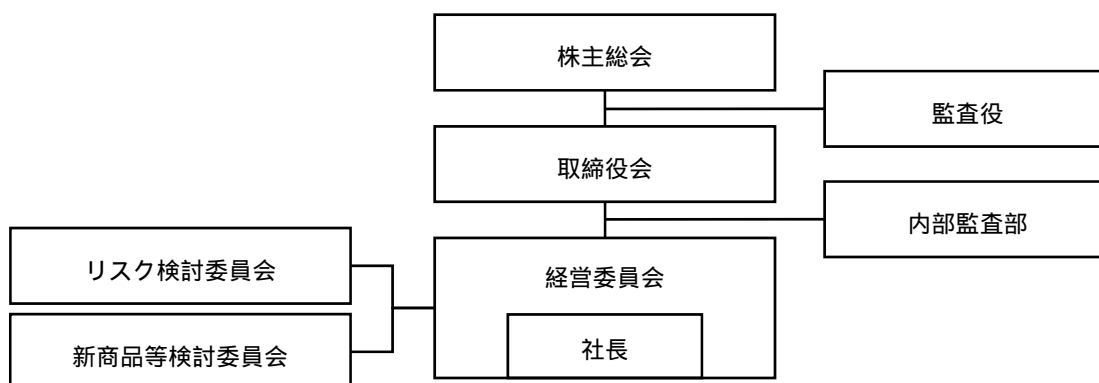 株主総会
監査役
取締役会
内部監査部
リスク検討委員会
経営委員会
新商品等検討委員会
社長